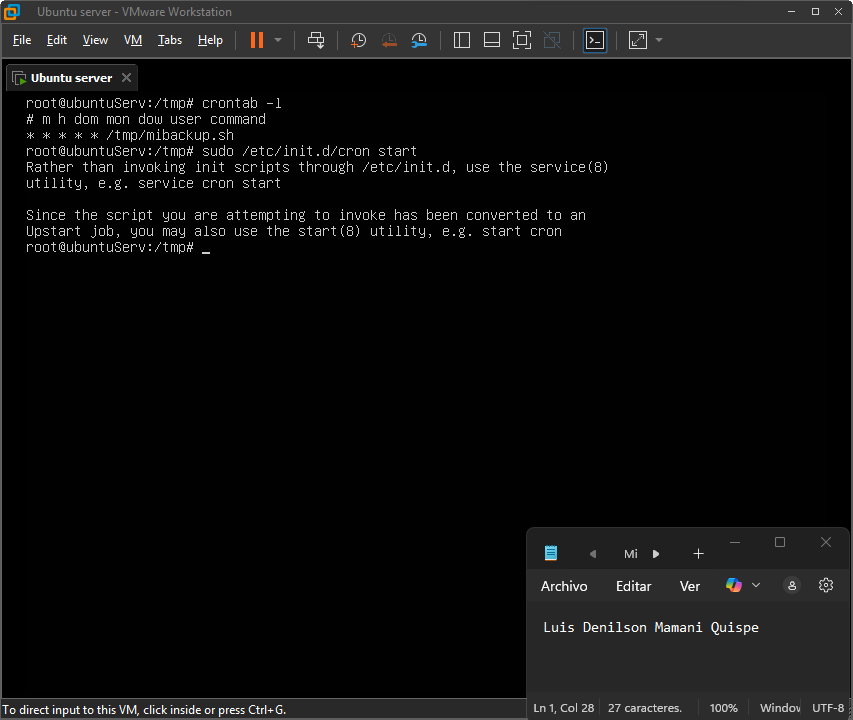 Ubuntu server - VMware Workstation
File Edit View VM Tabs Help
Ubuntu server
root@ubuntuServ:/tmp# crontab -l
# m h dom mon dow user command
* * * * * /tmp/mibackup.sh
root@ubuntuServ:/tmp# sudo /etc/init.d/cron start
Rather than invoking init scripts through /etc/init.d, use the service(8)
utility, e.g. service cron start
Since the script you are attempting to invoke has been converted to an
Upstart job, you may also use the start(8) utility, e.g. start cron
root@ubuntuServ:/tmp# _
Mi
Archivo Editar Ver
Luis Denilson Mamani Quispe
Ln 1, Col 28 27 caracteres. 100% Window UTF-8
To direct input to this VM, click inside or press Ctrl+G.